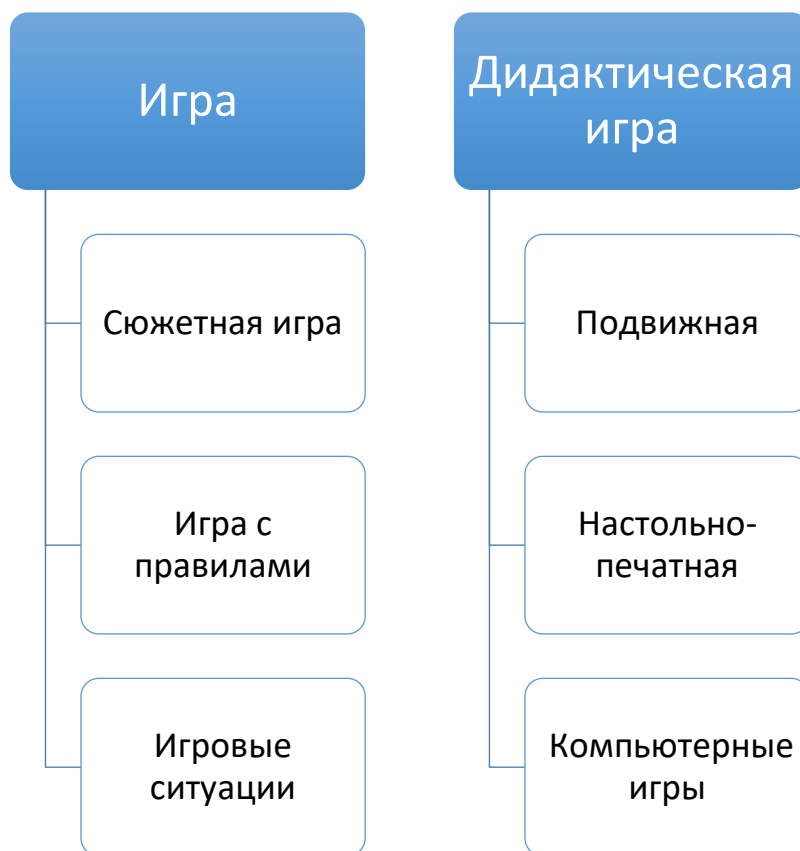 Игра
Сюжетная игра
Игра с
правилами
Игровые
ситуации
Дидактическая
игра
Подвижная
Настольно-
печатная
Компьютерные
игры